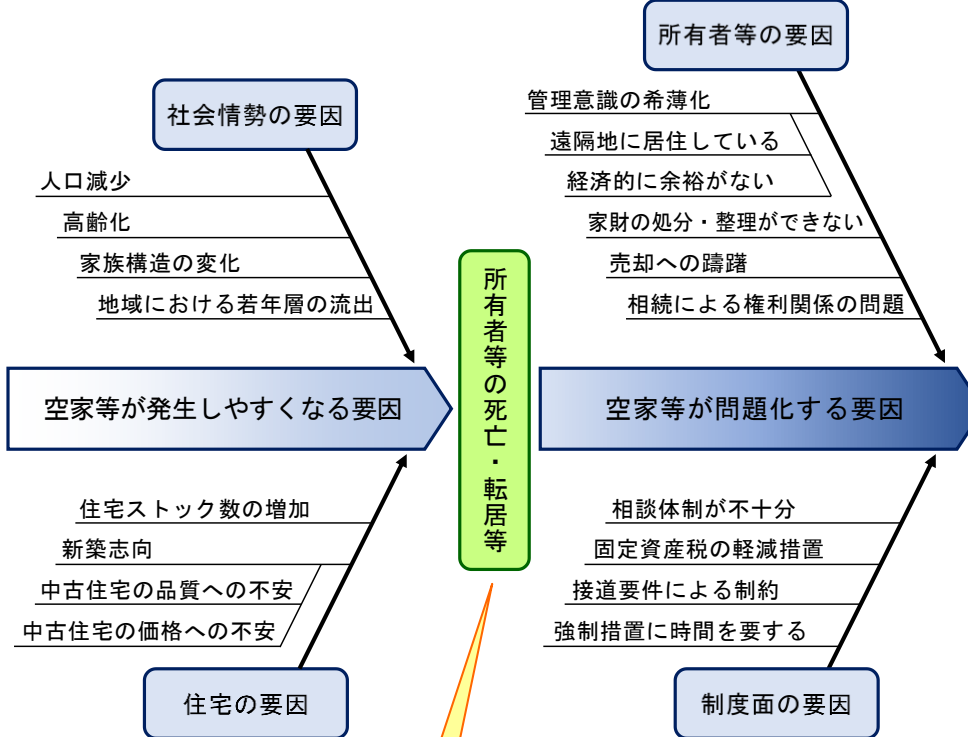 所有者等の要因
社会情勢の要因
管理意識の希薄化
遠隔地に居住している
経済的に余裕がない
家財の処分・整理ができない
売却への躊躇
相続による権利関係の問題
人口減少
高齢化
家族構造の変化
地域における若年層の流出
空家等が発生しやすくなる要因
所有者等の死亡・転居等
空家等が問題化する要因
住宅ストック数の増加
新築志向
中古住宅の品質への不安
中古住宅の価格への不安
住宅の要因
相談体制が不十分
固定資産税の軽減措置
接道要件による制約
強制措置に時間を要する
制度面の要因